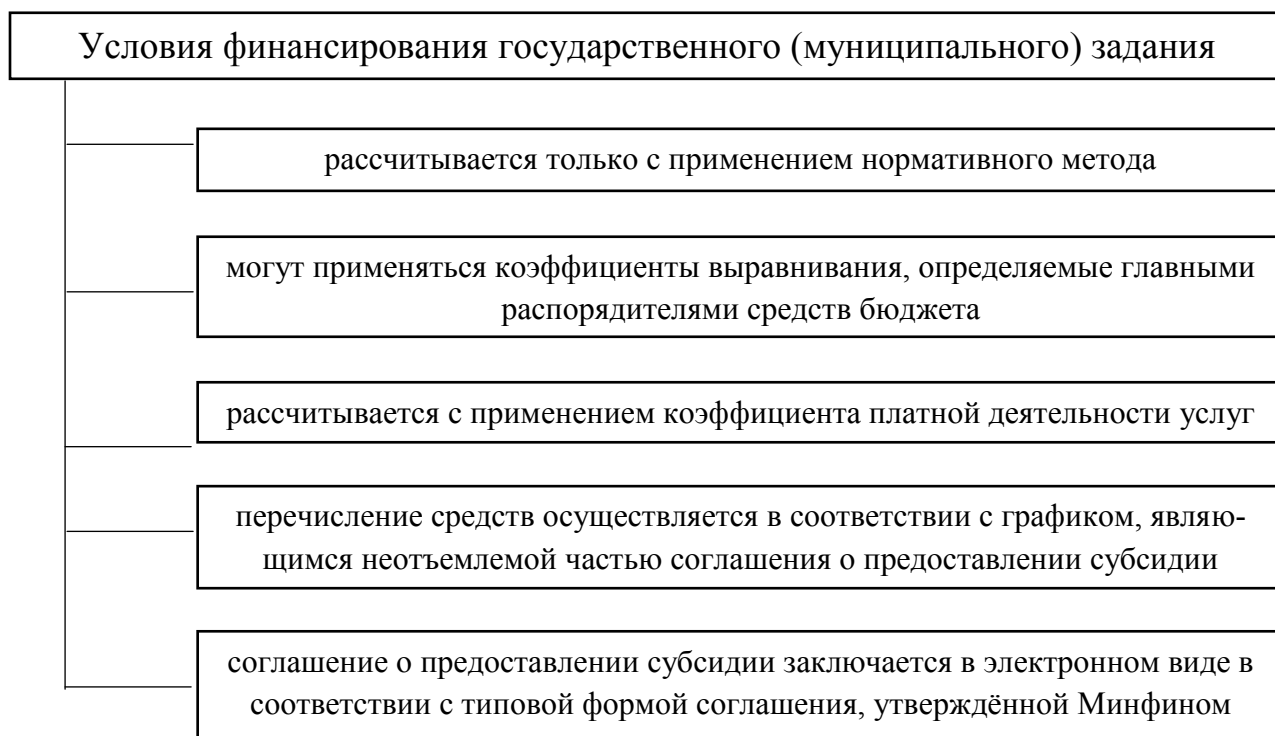 Условия финансирования государственного (муниципального) задания
рассчитывается только с применением нормативного метода
могут применяться коэффициенты выравнивания, определяемые главными
распорядителями средств бюджета
рассчитывается с применением коэффициента платной деятельности услуг
перечисление средств осуществляется в соответствии с графиком, являю-
щимся неотъемлемой частью соглашения о предоставлении субсидии
соглашение о предоставлении субсидии заключается в электронном виде в
соответствии с типовой формой соглашения, утверждённой Минфином